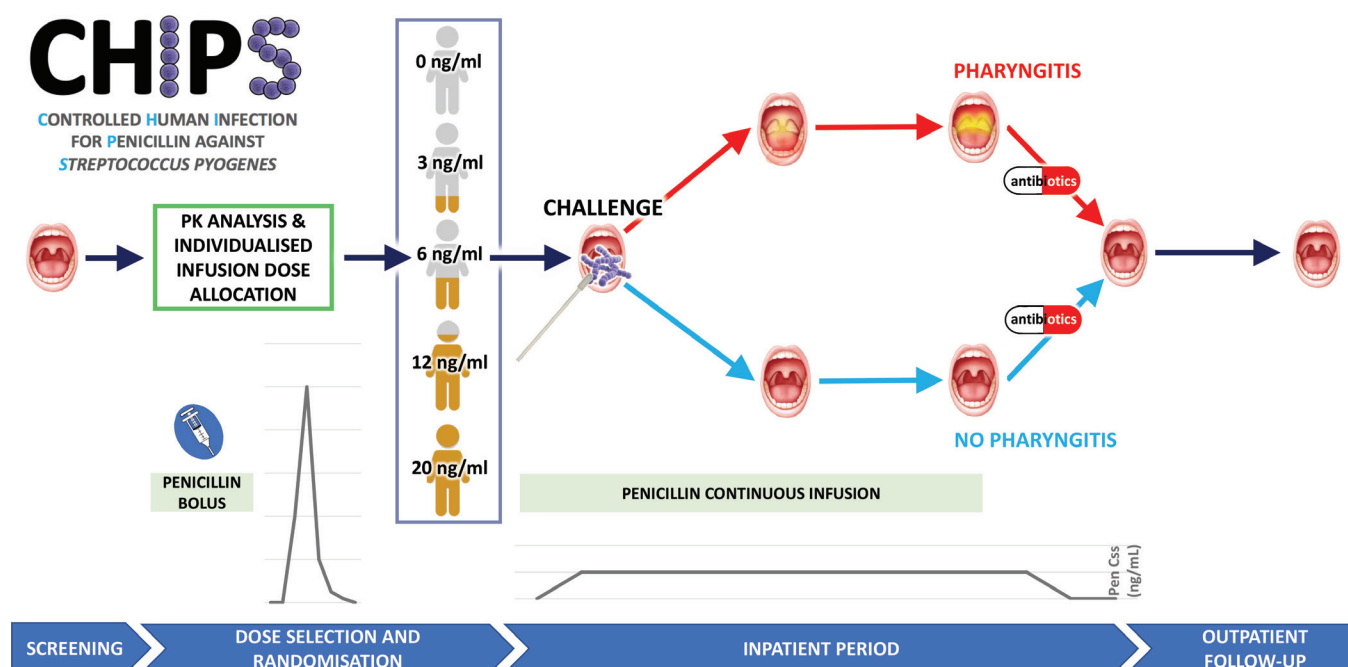 CHIPS
CONTROLLED HUMAN INFECTION
FOR PENICILLIN AGAINST
STREPTOCOCCUS PYOGENES
PK ANALYSIS &
INDIVIDUALISED
INFUSION DOSE
ALLOCATION
0 ng/ml
3 ng/ml
6 ng/ml
12 ng/ml
20 ng/ml
CHALLENGE
PHARYNGITIS
antibiotics
antibiotics
NO PHARYNGITIS
PENICILLIN
BOLUS
PENICILLIN CONTINUOUS INFUSION
Pen Css
(ng/mL)
SCREENING
DOSE SELECTION AND
RANDOMISATION
INPATIENT PERIOD
OUTPATIENT
FOLLOW-UP